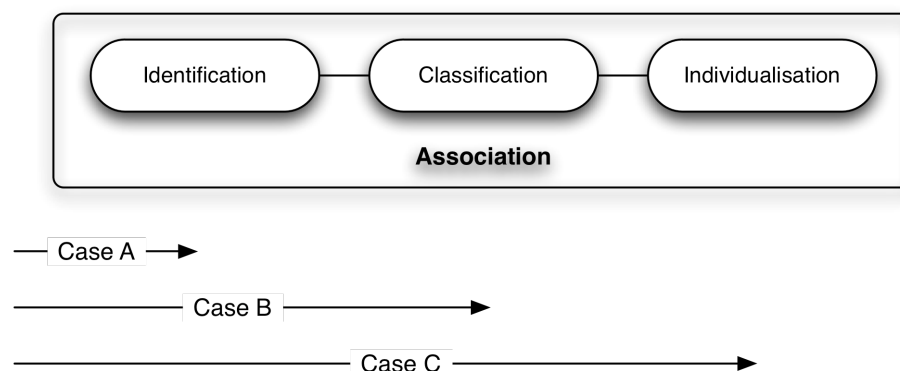 Identification
Classification
Individualisation
Association
Case A
Case B
Case C